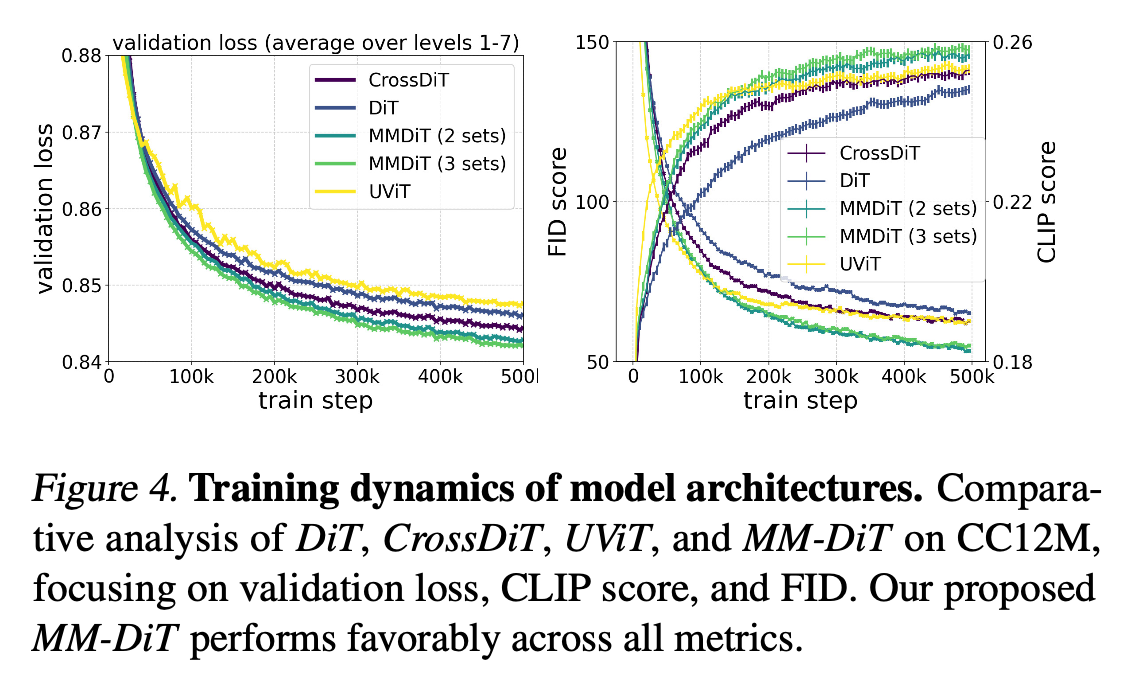 validation loss (average over levels 1-7)
validation loss
0.88
0.87
0.86
0.85
0.84
CrossDiT
DiT
MMDiT (2 sets)
MMDiT (3 sets)
UViT
0
100k
200k
300k
400k
500k
train step
FID score
150
100
50
CrossDiT
DiT
MMDiT (2 sets)
MMDiT (3 sets)
UViT
0.26
0.22
0.18
CLIP score
0
100k
200k
300k
400k
500k
train step
Figure 4. Training dynamics of model architectures. Compara-
tive analysis of DiT, CrossDiT, UViT, and MM-DiT on CC12M,
focusing on validation loss, CLIP score, and FID. Our proposed
MM-DiT performs favorably across all metrics.